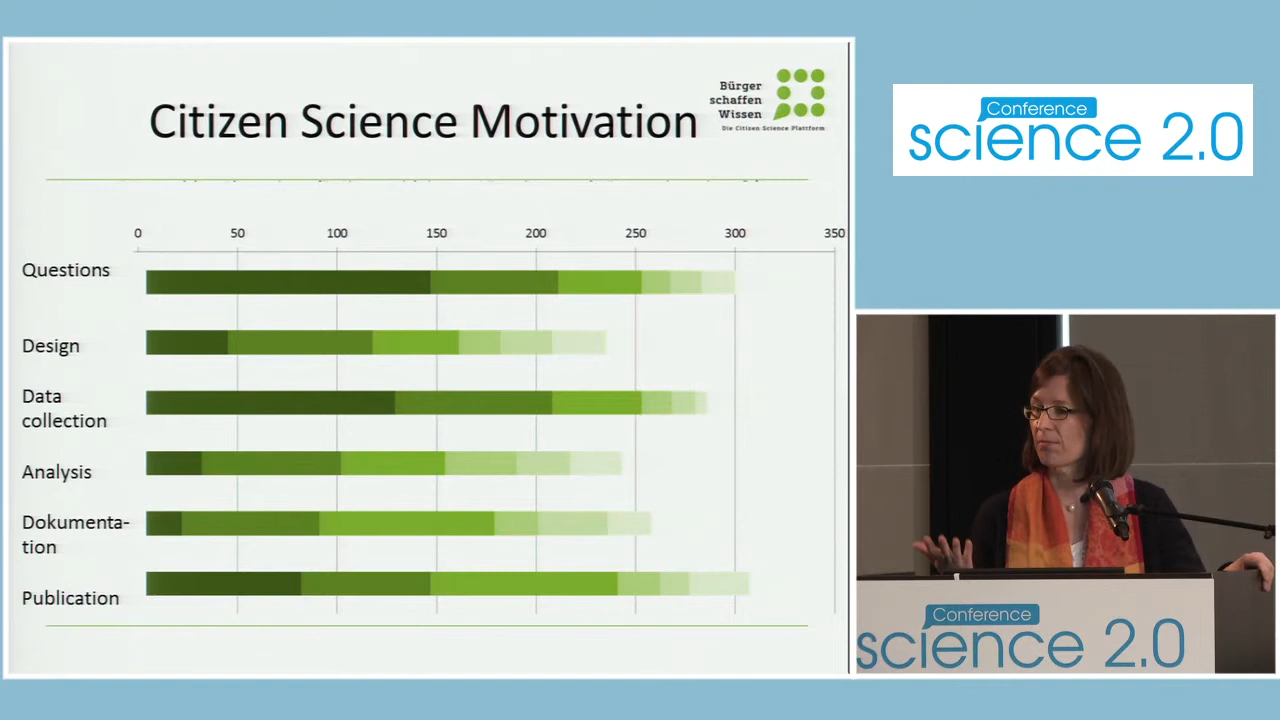 Citizen Science Motivation
Bürger
schaffen
Wissen
Die Citizen Science Plattform
0 50 100 150 200 250 300 350
Questions
Design
Data
collection
Analysis
Dokumenta-
tion
Publication
Conference
science 2.0
Conference
science 2.0